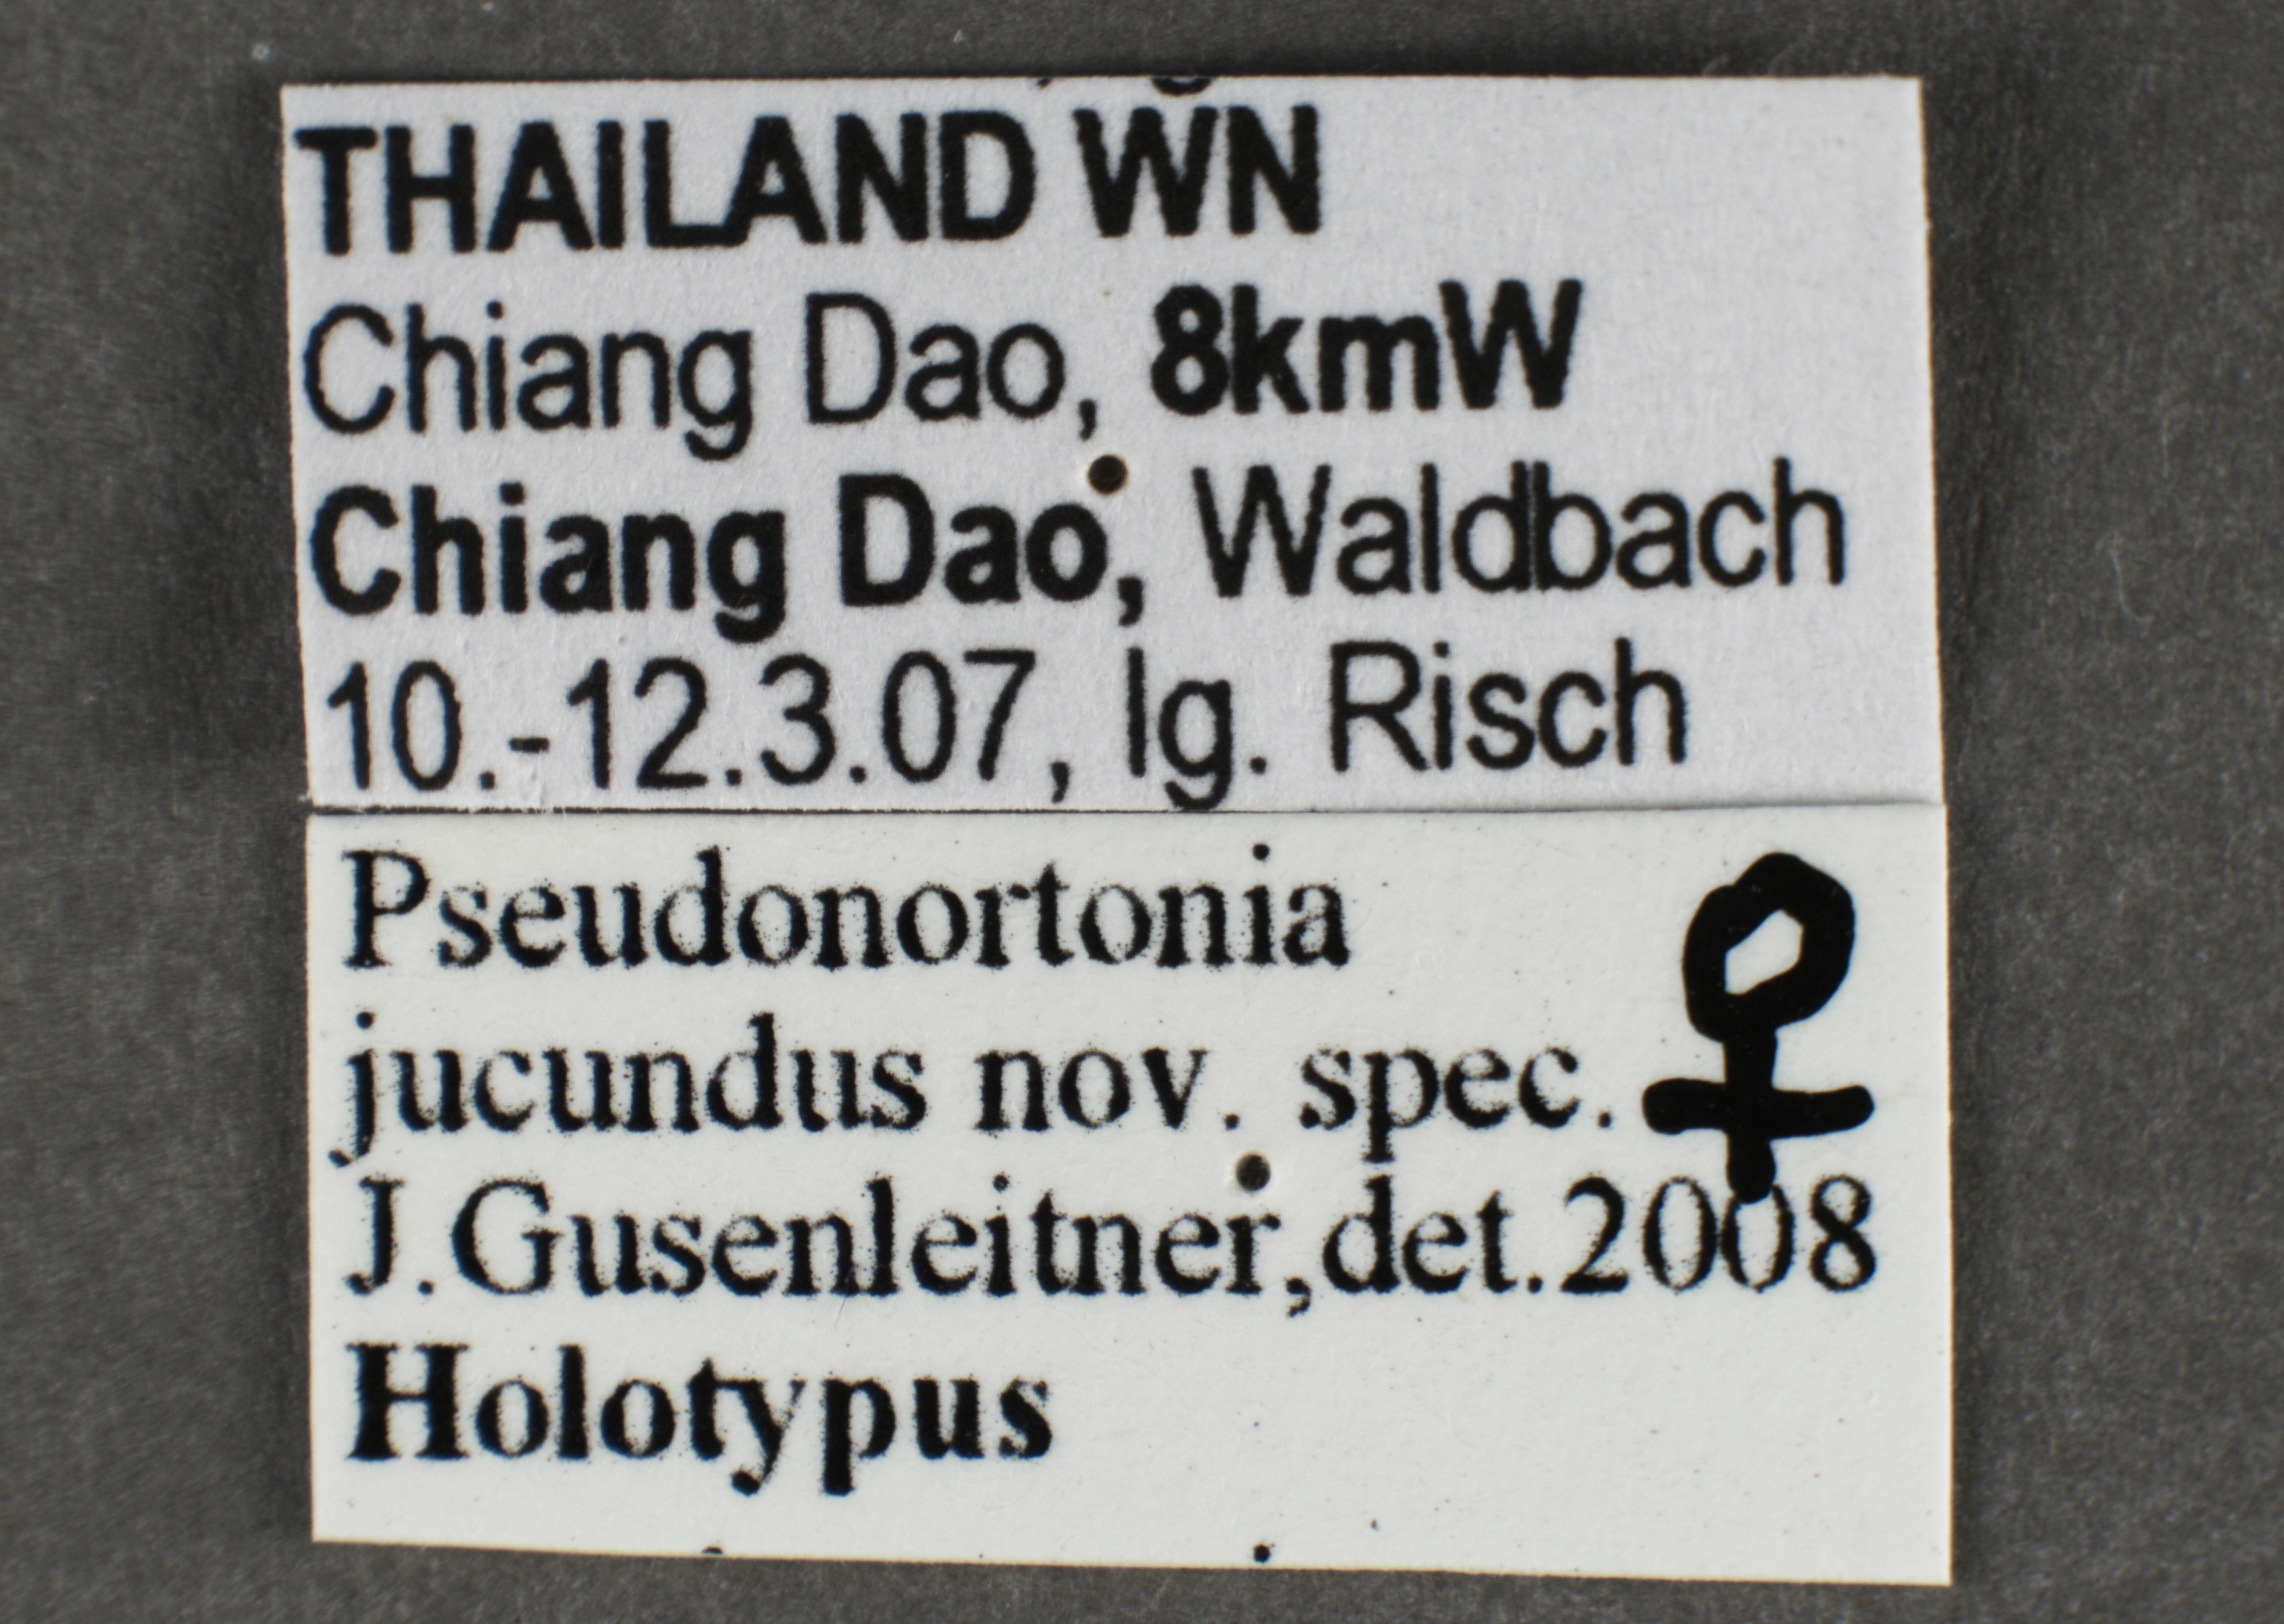 THAILAND WN
Chiang Dao, 8kmW
Chiang Dao, Waldbach
10.-12.3.07, lg. Risch
Pseudonortonia
jucundus nov. spec. ♀
J.Gusenleitner,det.2008
Holotypus